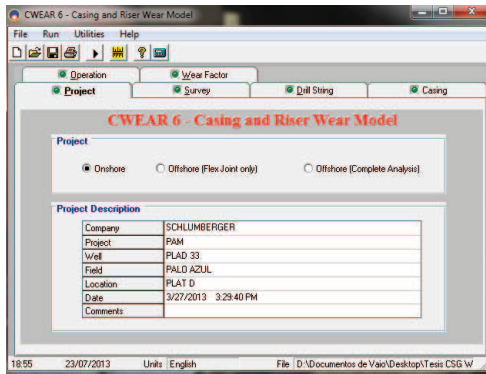 CWEAR 6 - Casing and Riser Wear Model
File Run Utilities Help
Operation Wear Factor
Project Survey Drill String Casing
CWEAR 6 - Casing and Riser Wear Model
Project
Onshore Offshore (Flex Joint only) Offshore (Complete Analysis)
Project Description
Company SCHLUMBERGER
Project PAM
Well PLAD 33
Field PALO AZUL
Location PLAT D
Date 3/27/2013 3:29:40 PM
Comments
18:55 23/07/2013 Units English File D:\Documentos de Vaio\Desktop\Tesis CSG W